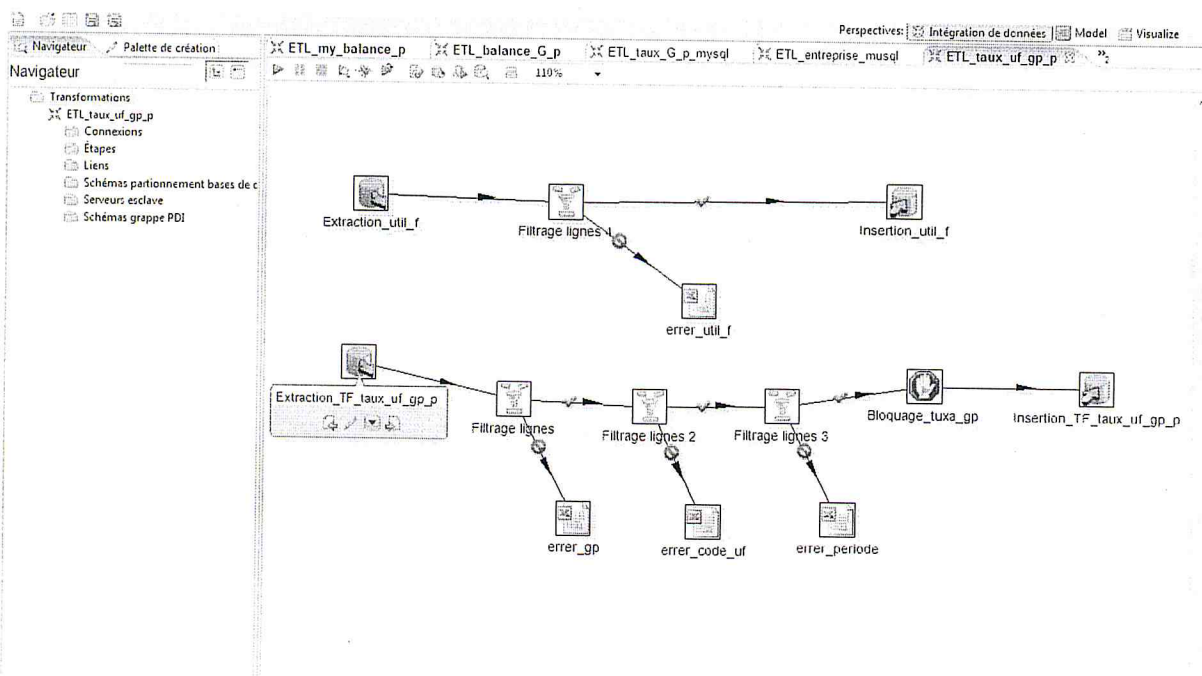 Perspectives: Intégration de données Model Visualize
Navigateur Palette de création
ETL_my_balance_p ETL_balance_G_p ETL_taux_G_p_mysql ETL_entreprise_musql ETL_taux_uf_gp_p »2
Navigateur
110%
Transformations
ETL_taux_uf_gp_p
Connexions
Étapes
Liens
Schémas partionnement bases de c
Serveurs esclave
Schémas grappe PDI
Extraction_util_f
Filtrage lignes
Insertion_util_f
errer_util_f
Extraction_TF_taux_uf_gp_p
Filtrage lignes
Filtrage lignes 2
Filtrage lignes 3
Bloquage_tuxa_gp
Insertion_TF_taux_uf_gp_p
errer_gp
errer_code_uf
errer_periode